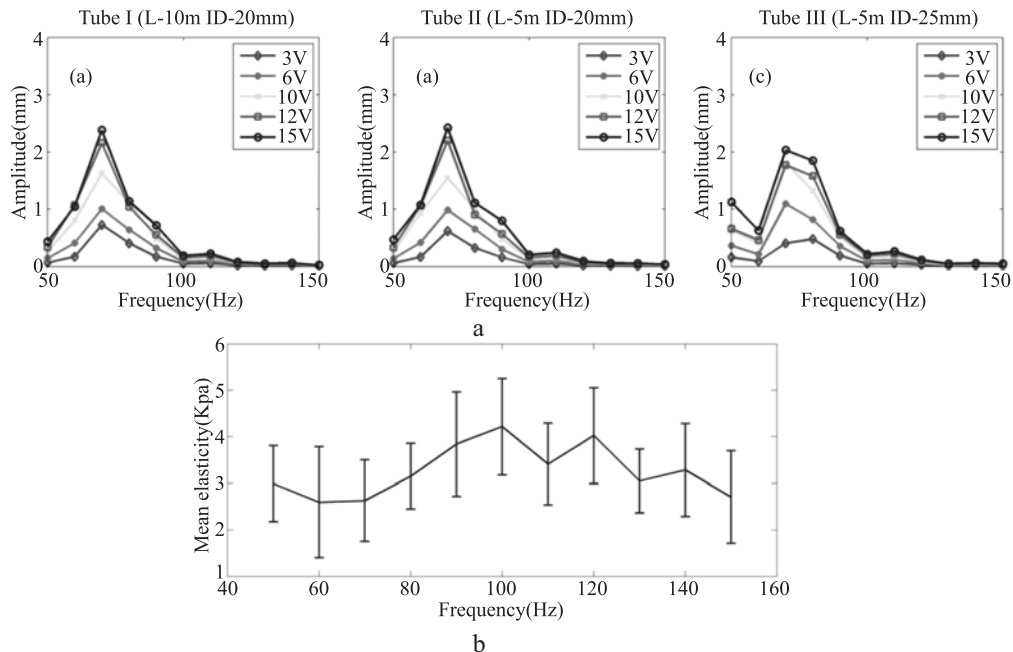 Tube I (L-10m ID-20mm)
Tube II (L-5m ID-20mm)
Tube III (L-5m ID-25mm)
Amplitude(mm)
4
3
2
1
0
(a)
3V
6V
10V
12V
15V
50
100
150
Frequency(Hz)
Amplitude(mm)
4
3
2
1
0
(a)
3V
6V
10V
12V
15V
50
100
150
Frequency(Hz)
Amplitude(mm)
4
3
2
1
0
(c)
3V
6V
10V
12V
15V
50
100
150
Frequency(Hz)
a
Mean elasticity(Kpa)
6
5
4
3
2
1
40
60
80
100
120
140
160
Frequency(Hz)
b